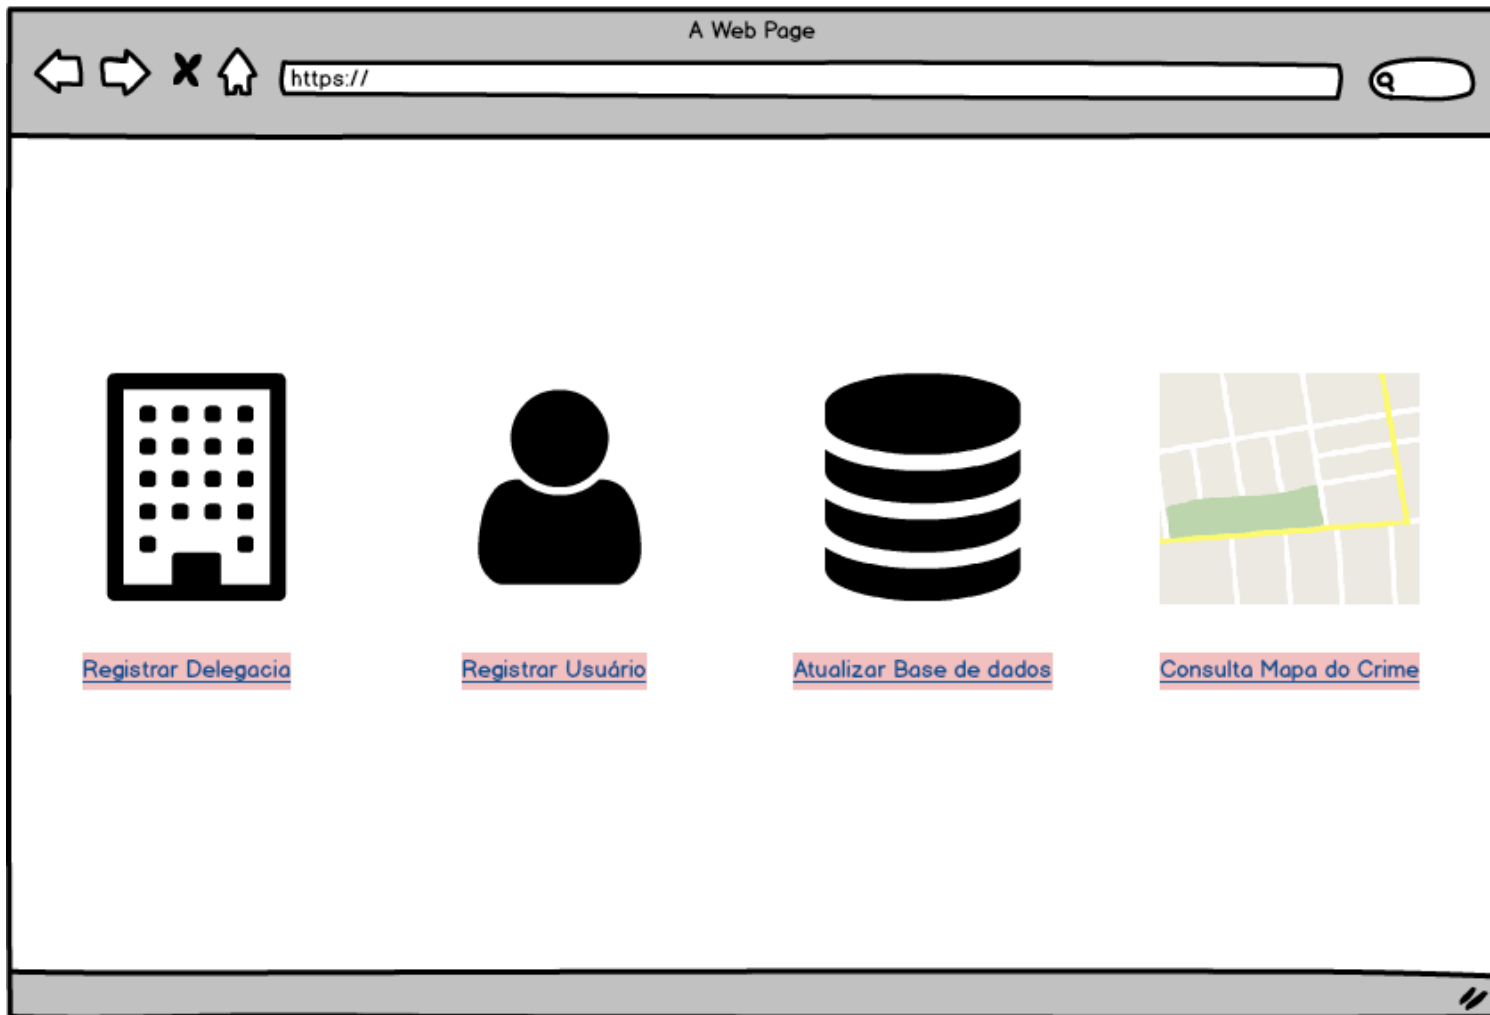 A Web Page
https://
Registrar Delegacia
Registrar Usuário
Atualizar Base de dados
Consulta Mapa do Crime